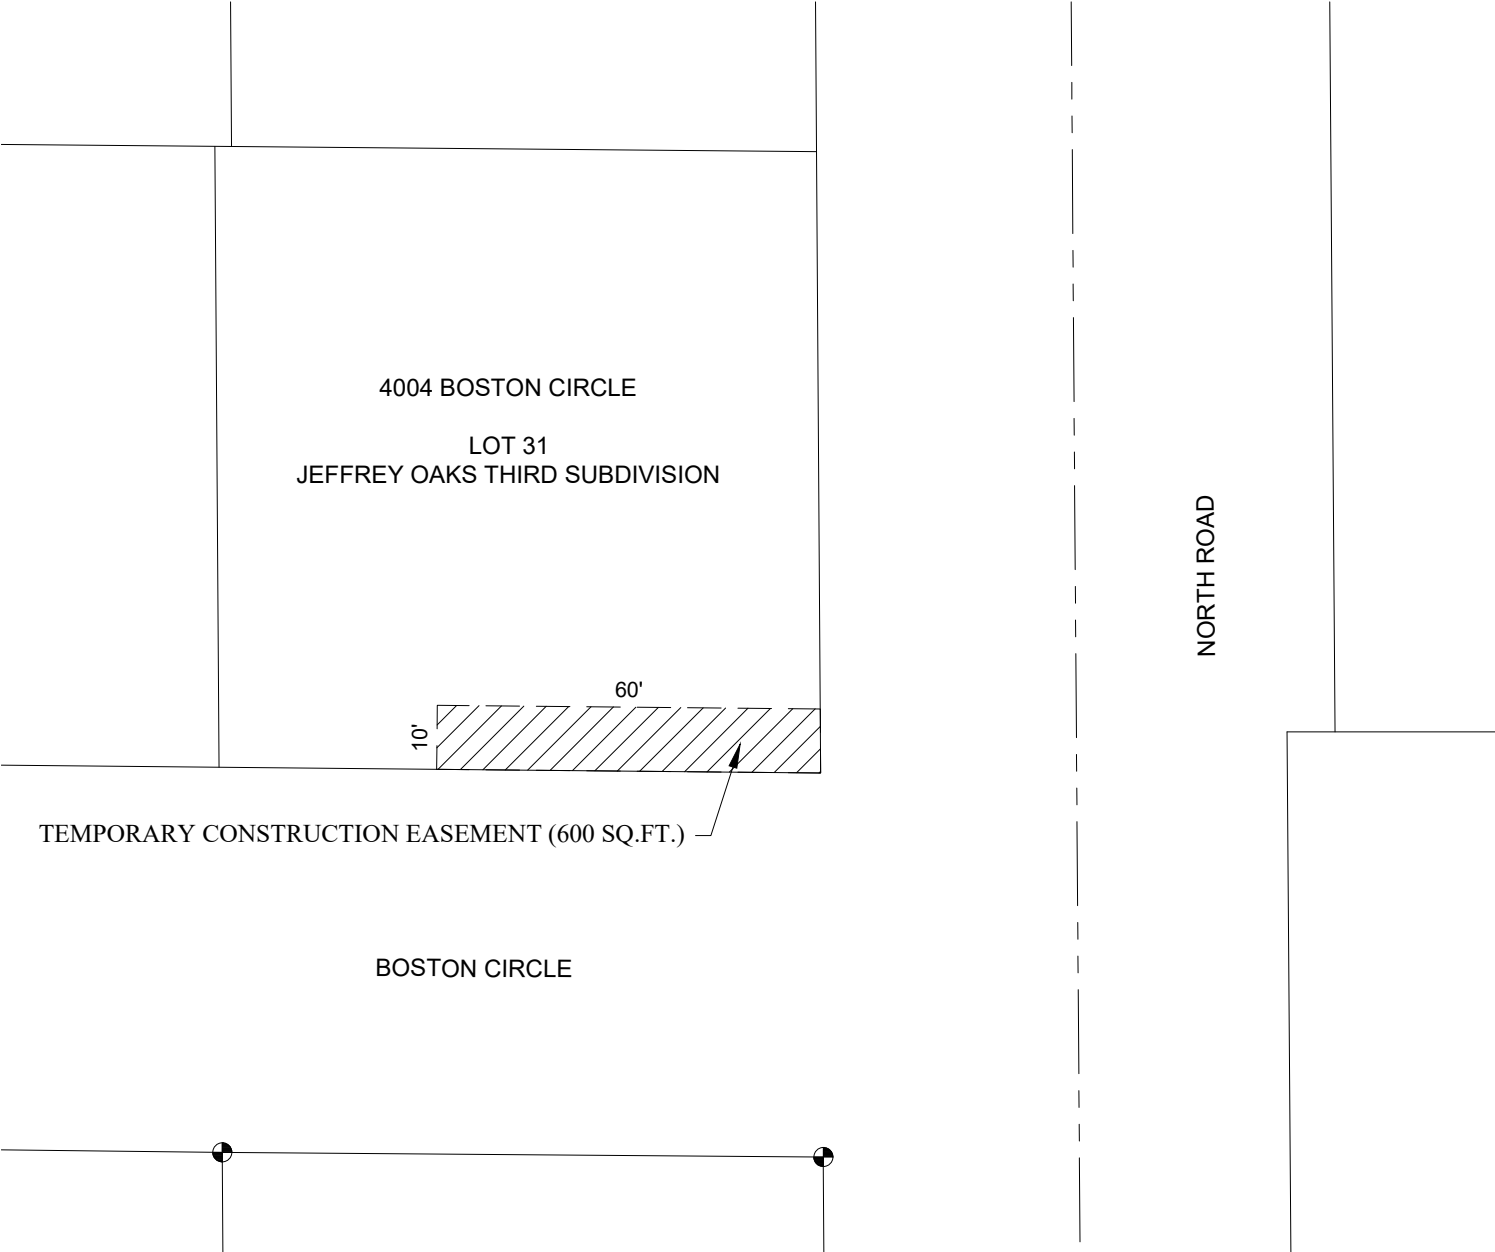 4004 BOSTON CIRCLE
LOT 31
JEFFREY OAKS THIRD SUBDIVISION
NORTH ROAD
60'
10'
TEMPORARY CONSTRUCTION EASEMENT (600 SQ.FT.)
BOSTON CIRCLE